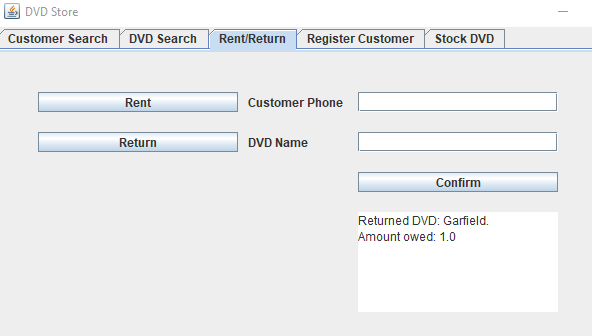 DVD Store
Customer Search DVD Search Rent/Return Register Customer Stock DVD
Rent Customer Phone
Return DVD Name
Confirm
Returned DVD: Garfield.
Amount owed: 1.0